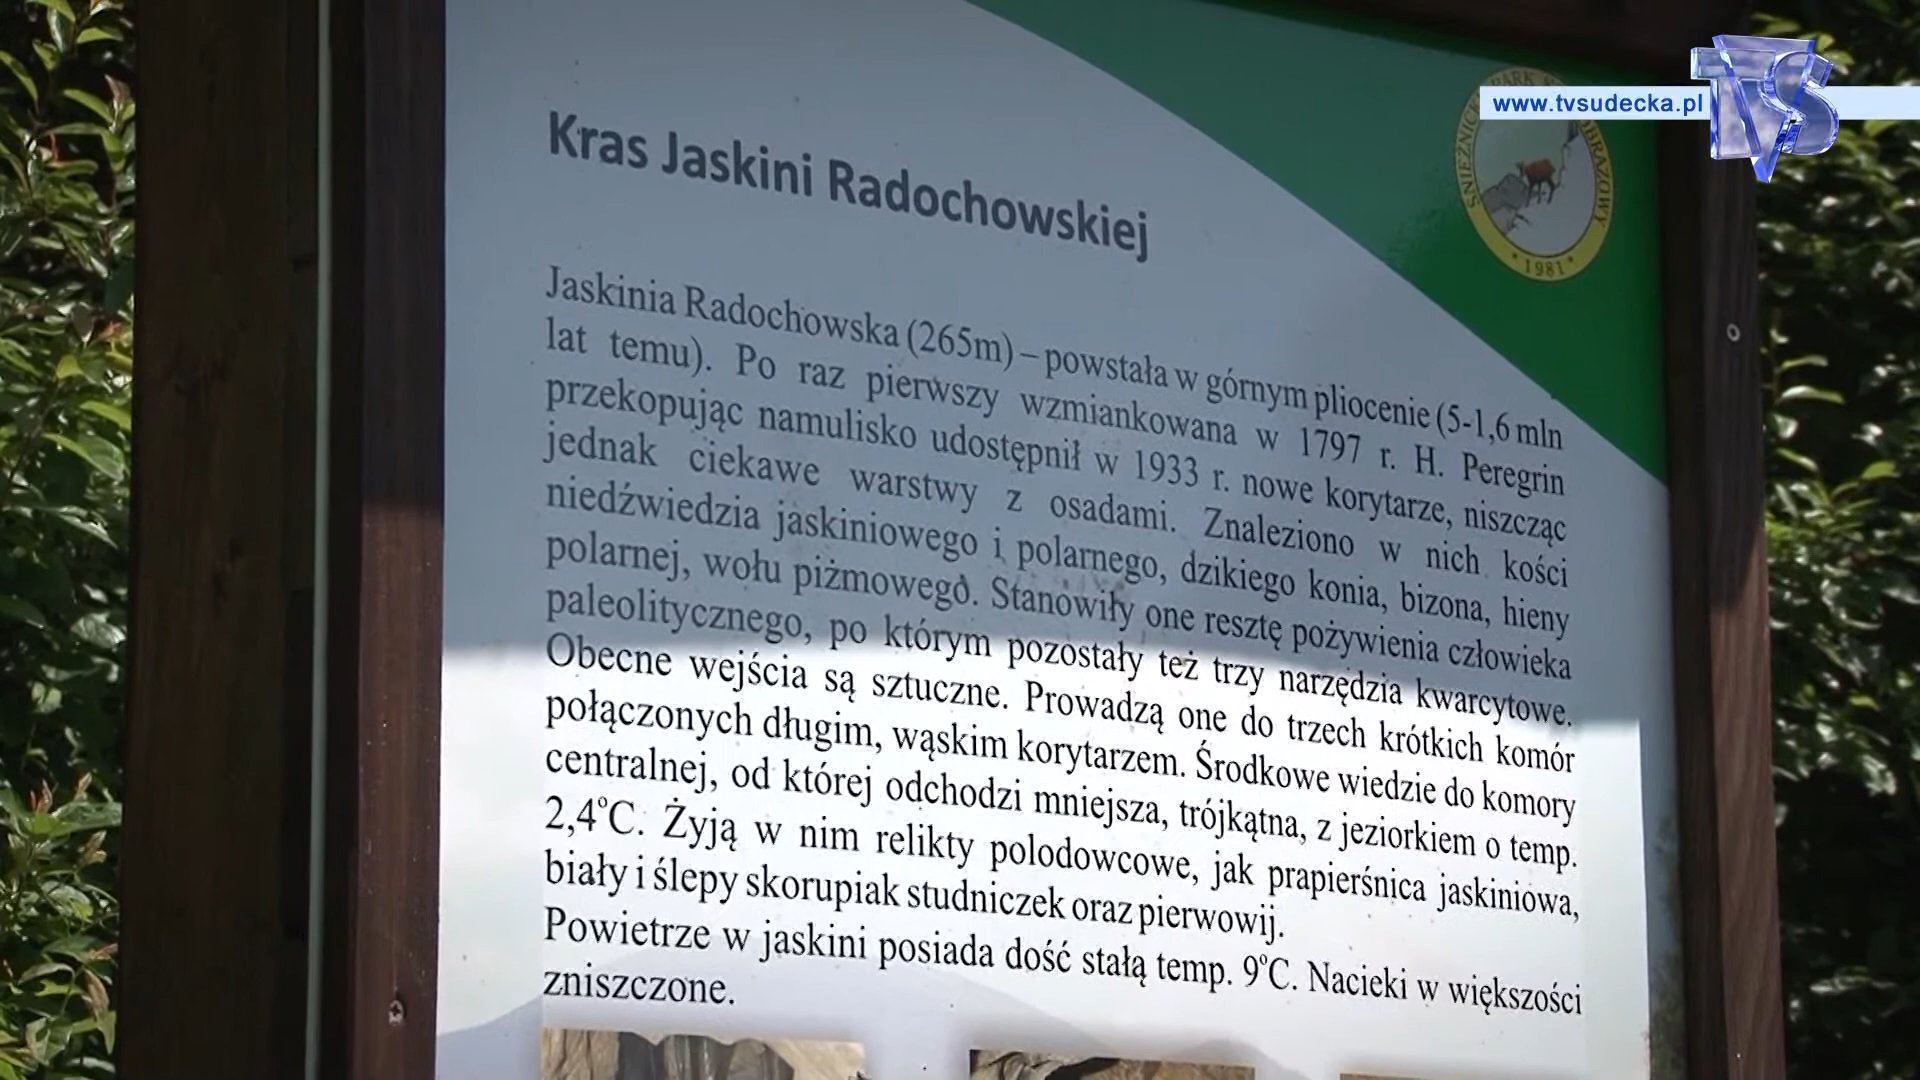 www.tvsudecka.pl
TVS
ŚNIEŻNICKI PARK KRAJOBRAZOWY
• 1981 •
Kras Jaskini Radochowskiej
Jaskinia Radochowska (265m) – powstała w górnym pliocenie (5-1,6 mln
lat temu). Po raz pierwszy wzmiankowana w 1797 r. H. Peregrin
przekopując namulisko udostępnił w 1933 r. nowe korytarze, niszcząc
jednak ciekawe warstwy z osadami. Znaleziono w nich kości
niedźwiedzia jaskiniowego i polarnego, dzikiego konia, bizona, hieny
polarnej, wołu piżmowego. Stanowiły one resztę pożywienia człowieka
paleolitycznego, po którym pozostały też trzy narzędzia kwarcytowe.
Obecne wejścia są sztuczne. Prowadzą one do trzech krótkich komór
połączonych długim, wąskim korytarzem. Środkowe wiedzie do komory
centralnej, od której odchodzi mniejsza, trójkątna, z jeziorkiem o temp.
2,4°C. Żyją w nim relikty polodowcowe, jak prapierśnica jaskiniowa,
biały i ślepy skorupiak studniczek oraz pierwowij.
Powietrze w jaskini posiada dość stałą temp. 9°C. Nacieki w większości
zniszczone.